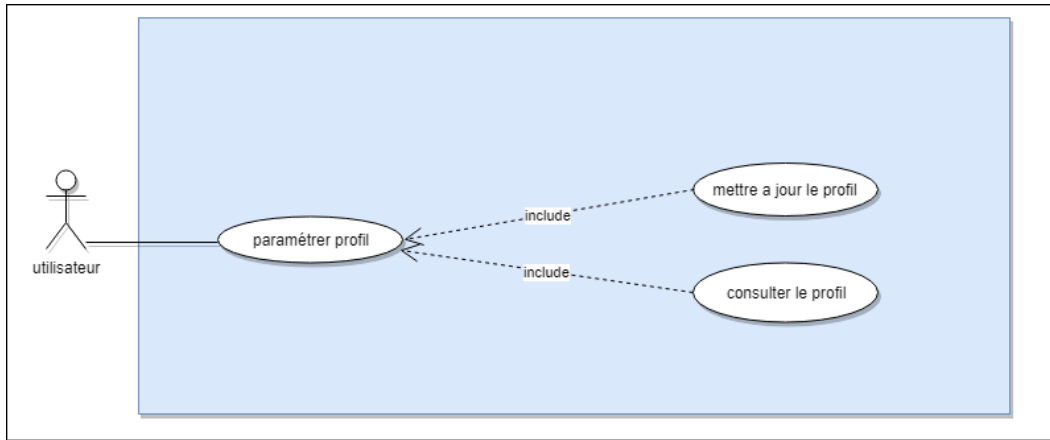 mettre a jour le profil
include
paramétrer profil
utilisateur
include
consulter le profil